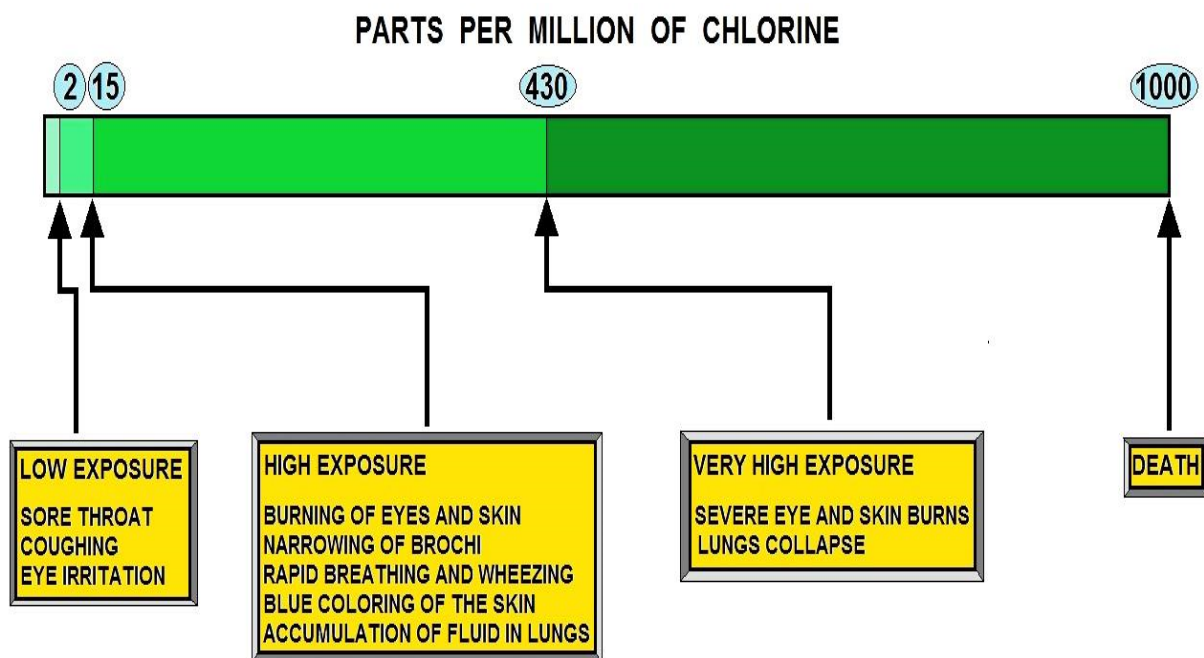 PARTS PER MILLION OF CHLORINE
2 15 430 1000
LOW EXPOSURE
SORE THROAT
COUGHING
EYE IRRITATION
HIGH EXPOSURE
BURNING OF EYES AND SKIN
NARROWING OF BROCHI
RAPID BREATHING AND WHEEZING
BLUE COLORING OF THE SKIN
ACCUMULATION OF FLUID IN LUNGS
VERY HIGH EXPOSURE
SEVERE EYE AND SKIN BURNS
LUNGS COLLAPSE
DEATH